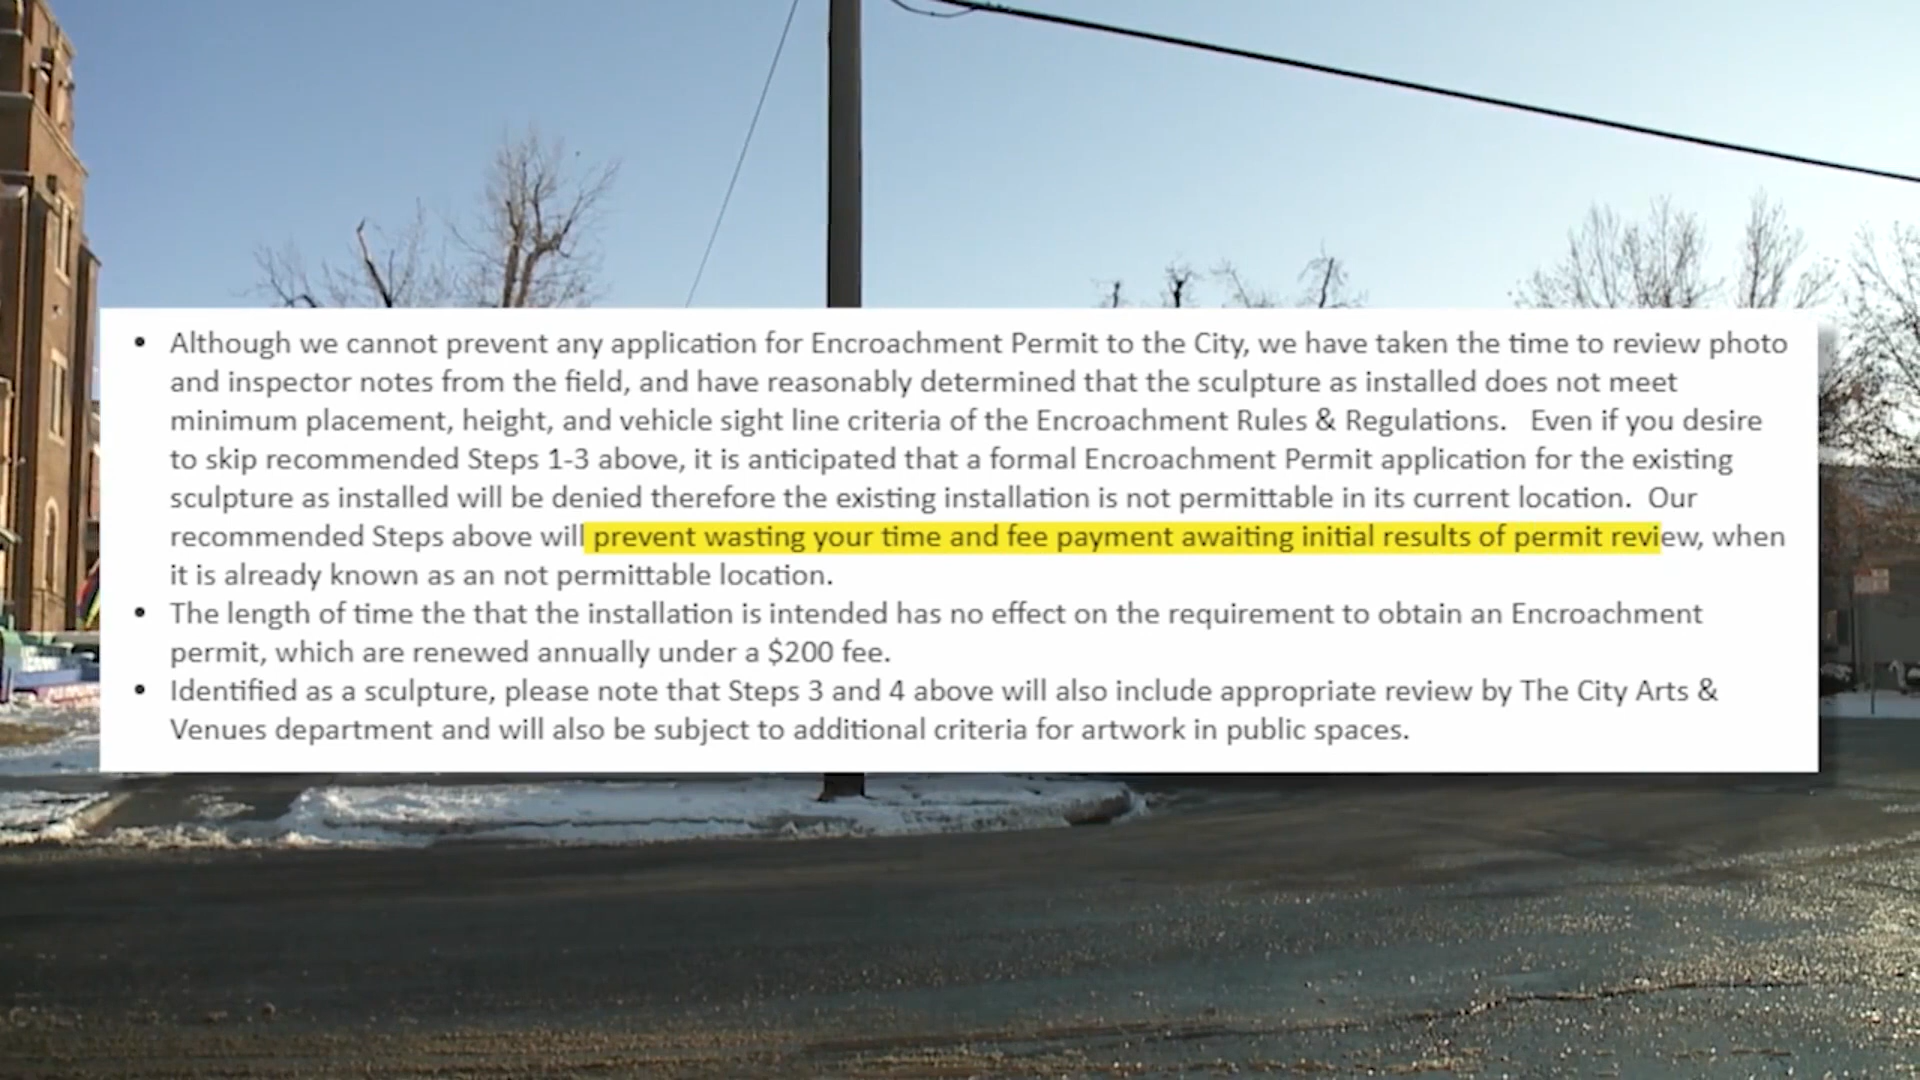 • Although we cannot prevent any application for Encroachment Permit to the City, we have taken the time to review photo
and inspector notes from the field, and have reasonably determined that the sculpture as installed does not meet
minimum placement, height, and vehicle sight line criteria of the Encroachment Rules & Regulations. Even if you desire
to skip recommended Steps 1-3 above, it is anticipated that a formal Encroachment Permit application for the existing
sculpture as installed will be denied therefore the existing installation is not permittable in its current location. Our
recommended Steps above will prevent wasting your time and fee payment awaiting initial results of permit review, when
it is already known as an not permittable location.
• The length of time the that the installation is intended has no effect on the requirement to obtain an Encroachment
permit, which are renewed annually under a $200 fee.
• Identified as a sculpture, please note that Steps 3 and 4 above will also include appropriate review by The City Arts &
Venues department and will also be subject to additional criteria for artwork in public spaces.